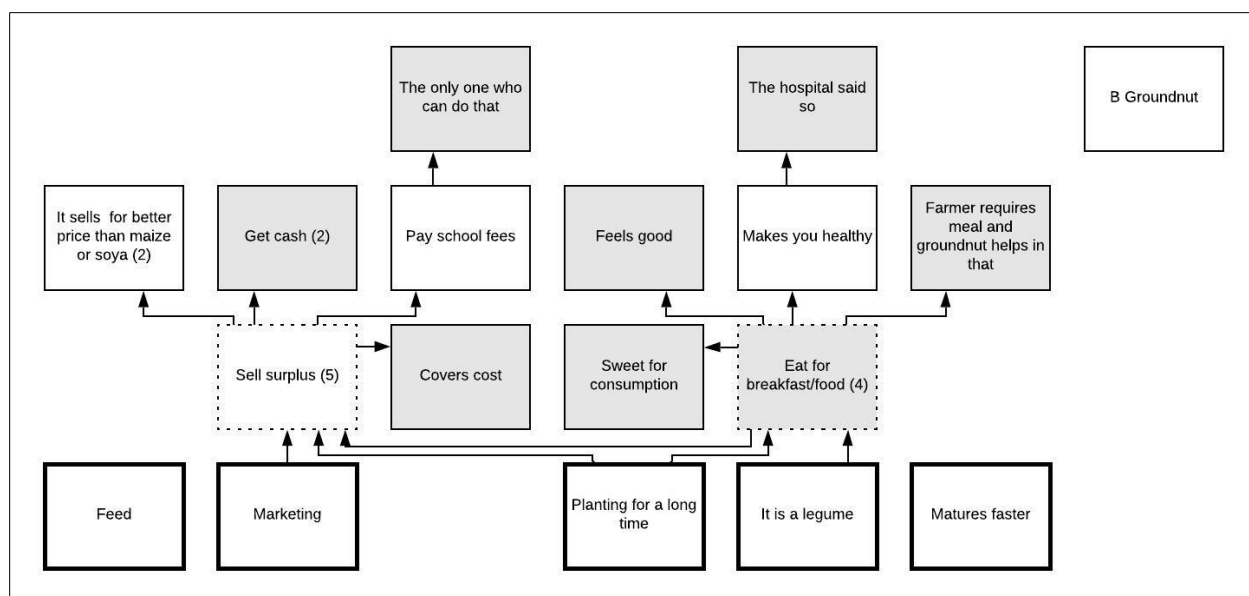 The only one who
can do that
The hospital said
so
B Groundnut
It sells for better
price than maize
or soya (2)
Get cash (2)
Pay school fees
Feels good
Makes you healthy
Farmer requires
meal and
groundnut helps in
that
Sell surplus (5)
Covers cost
Sweet for
consumption
Eat for
breakfast/food (4)
Feed
Marketing
Planting for a long
time
It is a legume
Matures faster